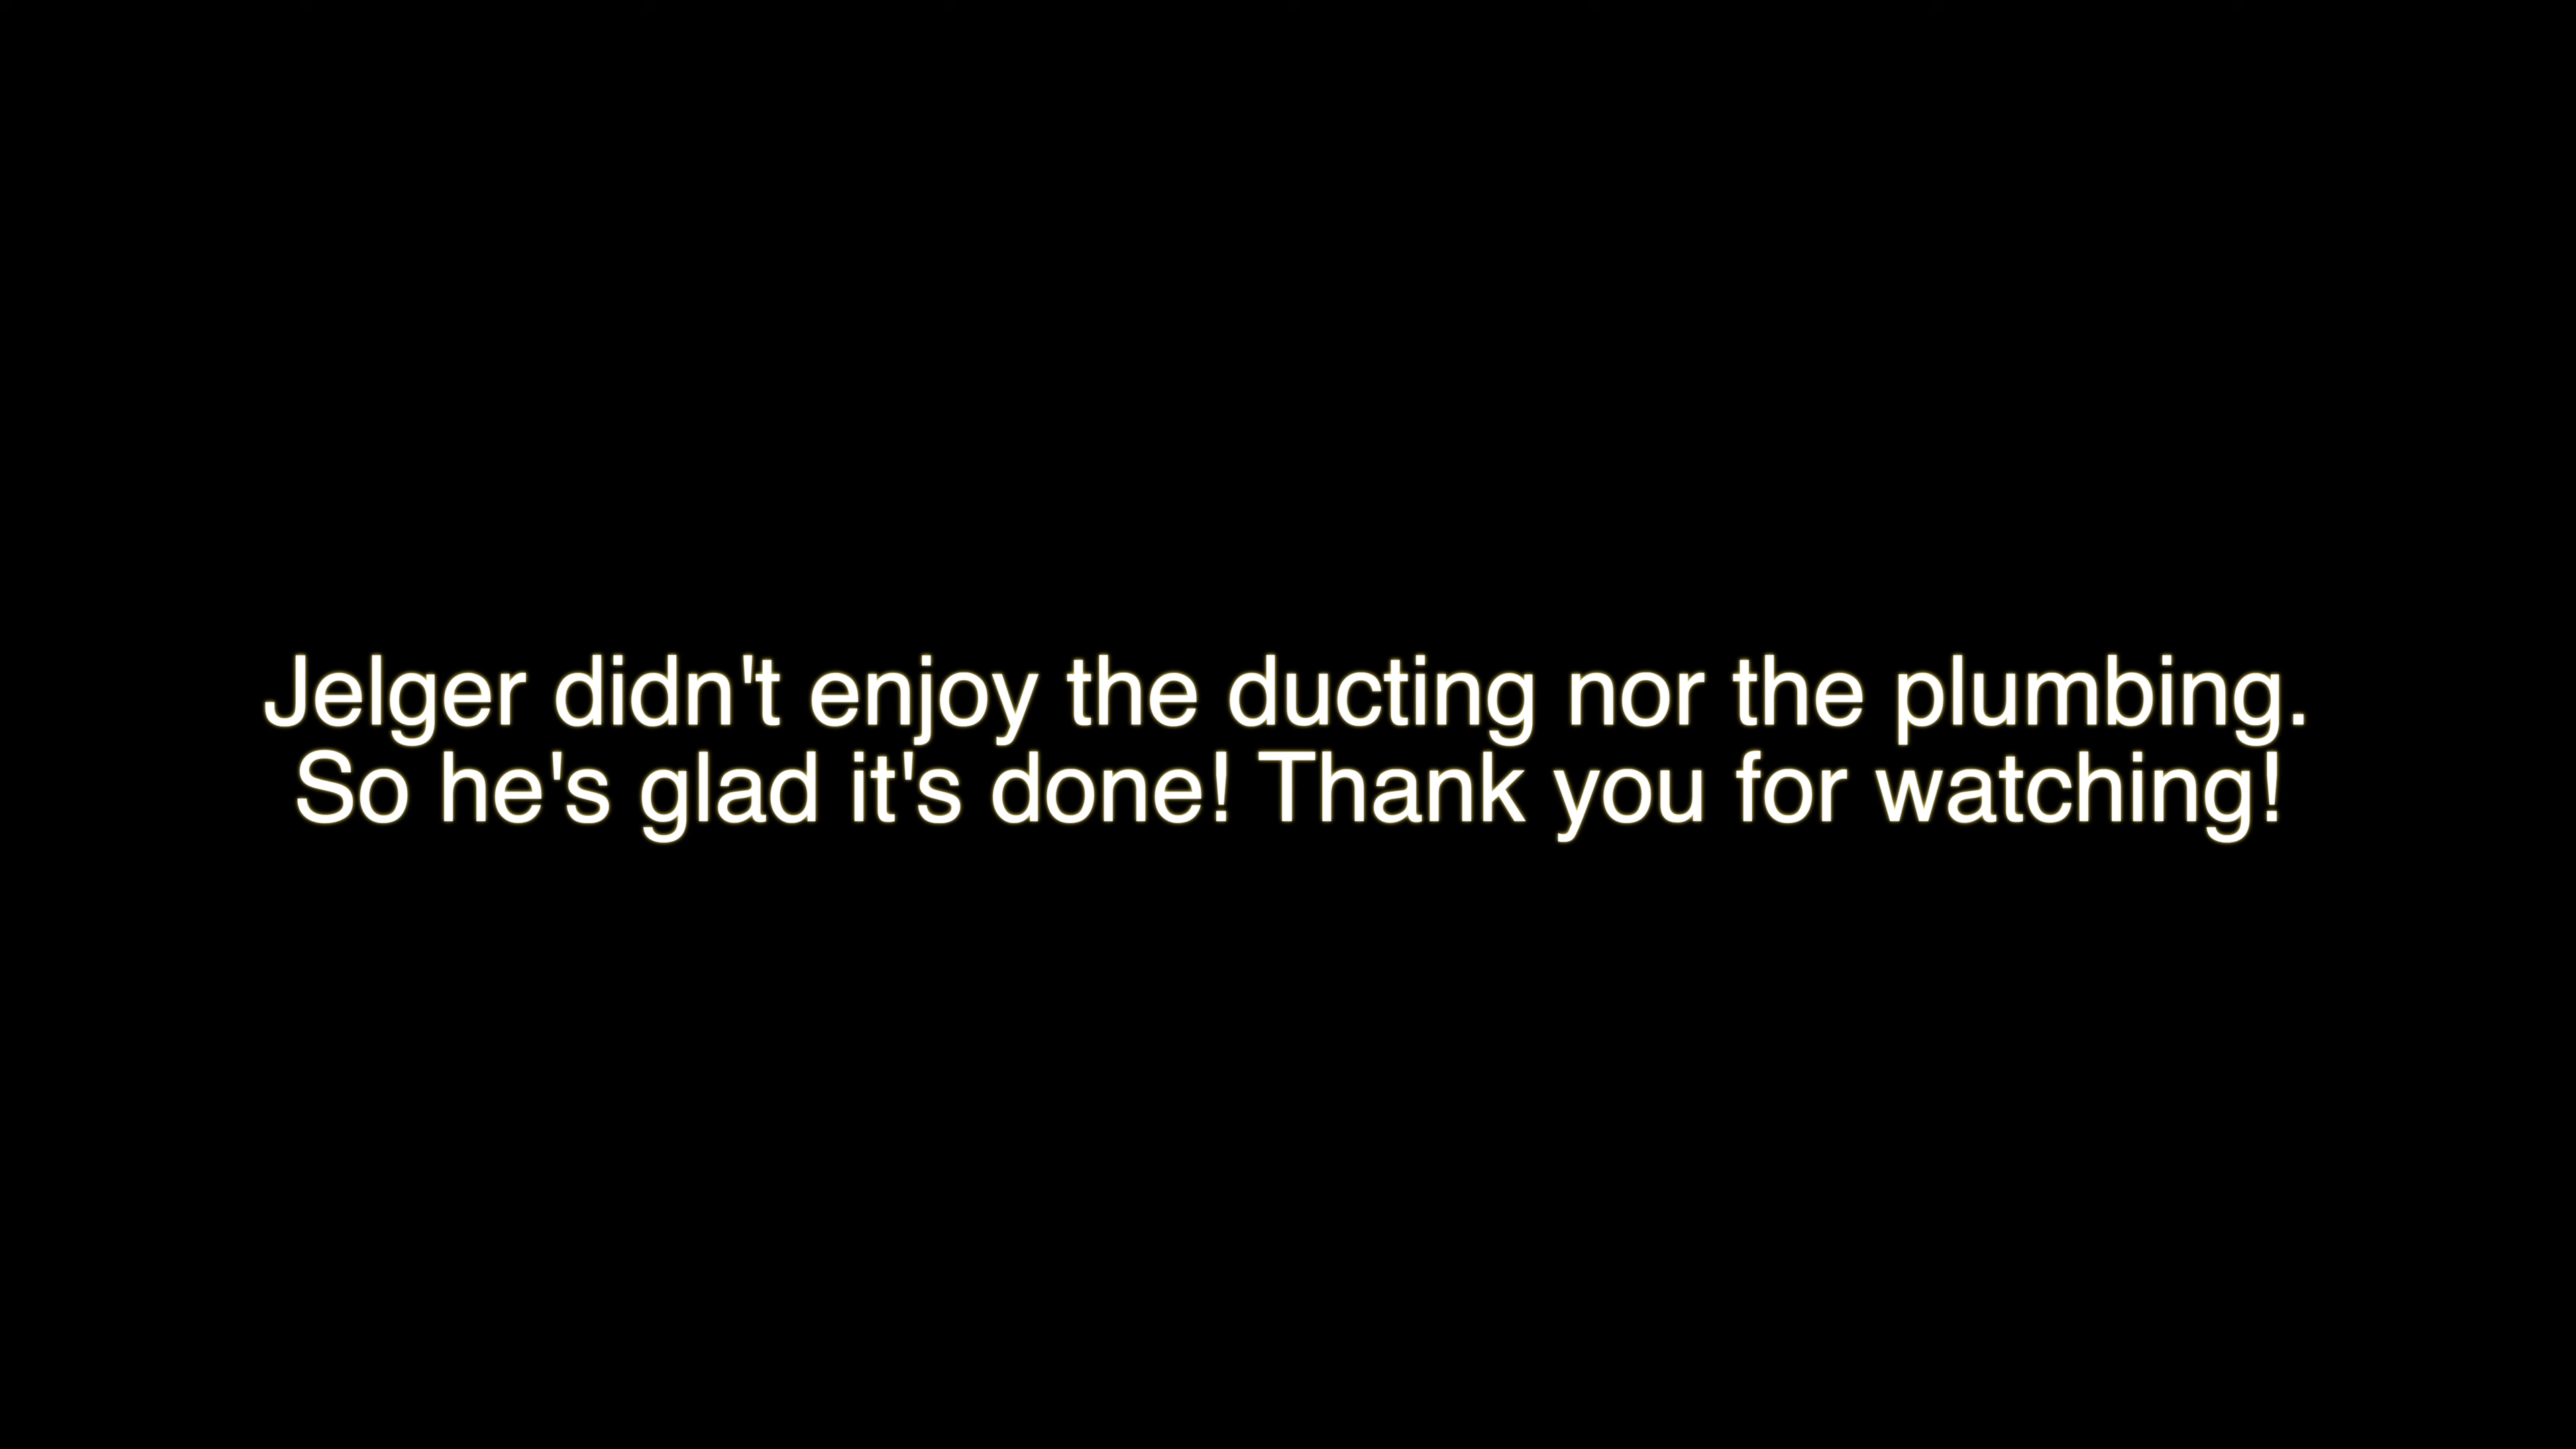 Jelger didn't enjoy the ducting nor the plumbing.
So he's glad it's done! Thank you for watching!